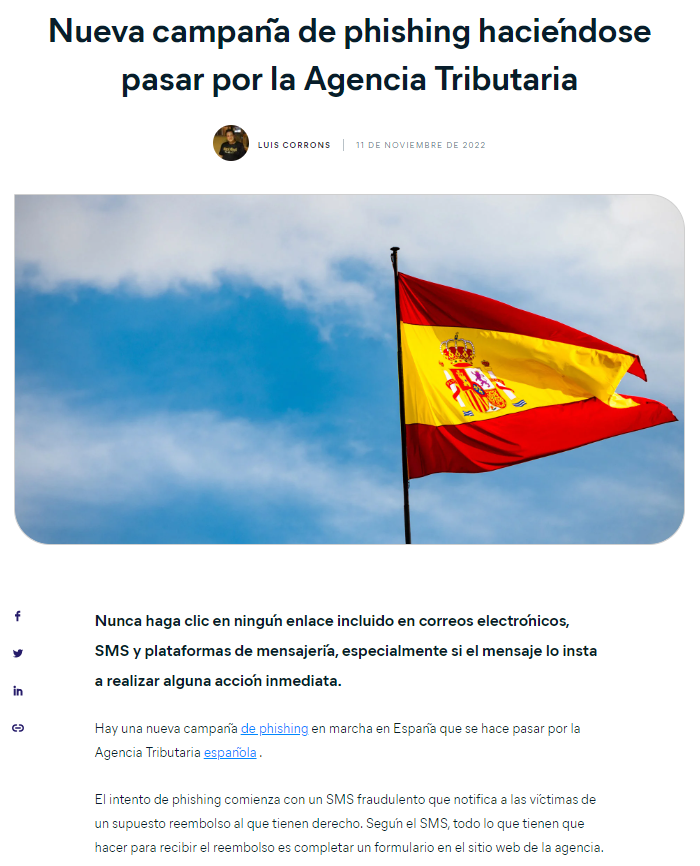 Nueva campaña de phishing haciéndose
pasar por la Agencia Tributaria
LUIS CORRONS
11 DE NOVIEMBRE DE 2022
Nunca haga clic en ningún enlace incluido en correos electrónicos,
SMS y plataformas de mensajería, especialmente si el mensaje lo insta
a realizar alguna acción inmediata.
Hay una nueva campaña de phishing en marcha en España que se hace pasar por la
Agencia Tributaria española .
El intento de phishing comienza con un SMS fraudulento que notifica a las víctimas de
un supuesto reembolso al que tienen derecho. Según el SMS, todo lo que tienen que
hacer para recibir el reembolso es completar un formulario en el sitio web de la agencia.